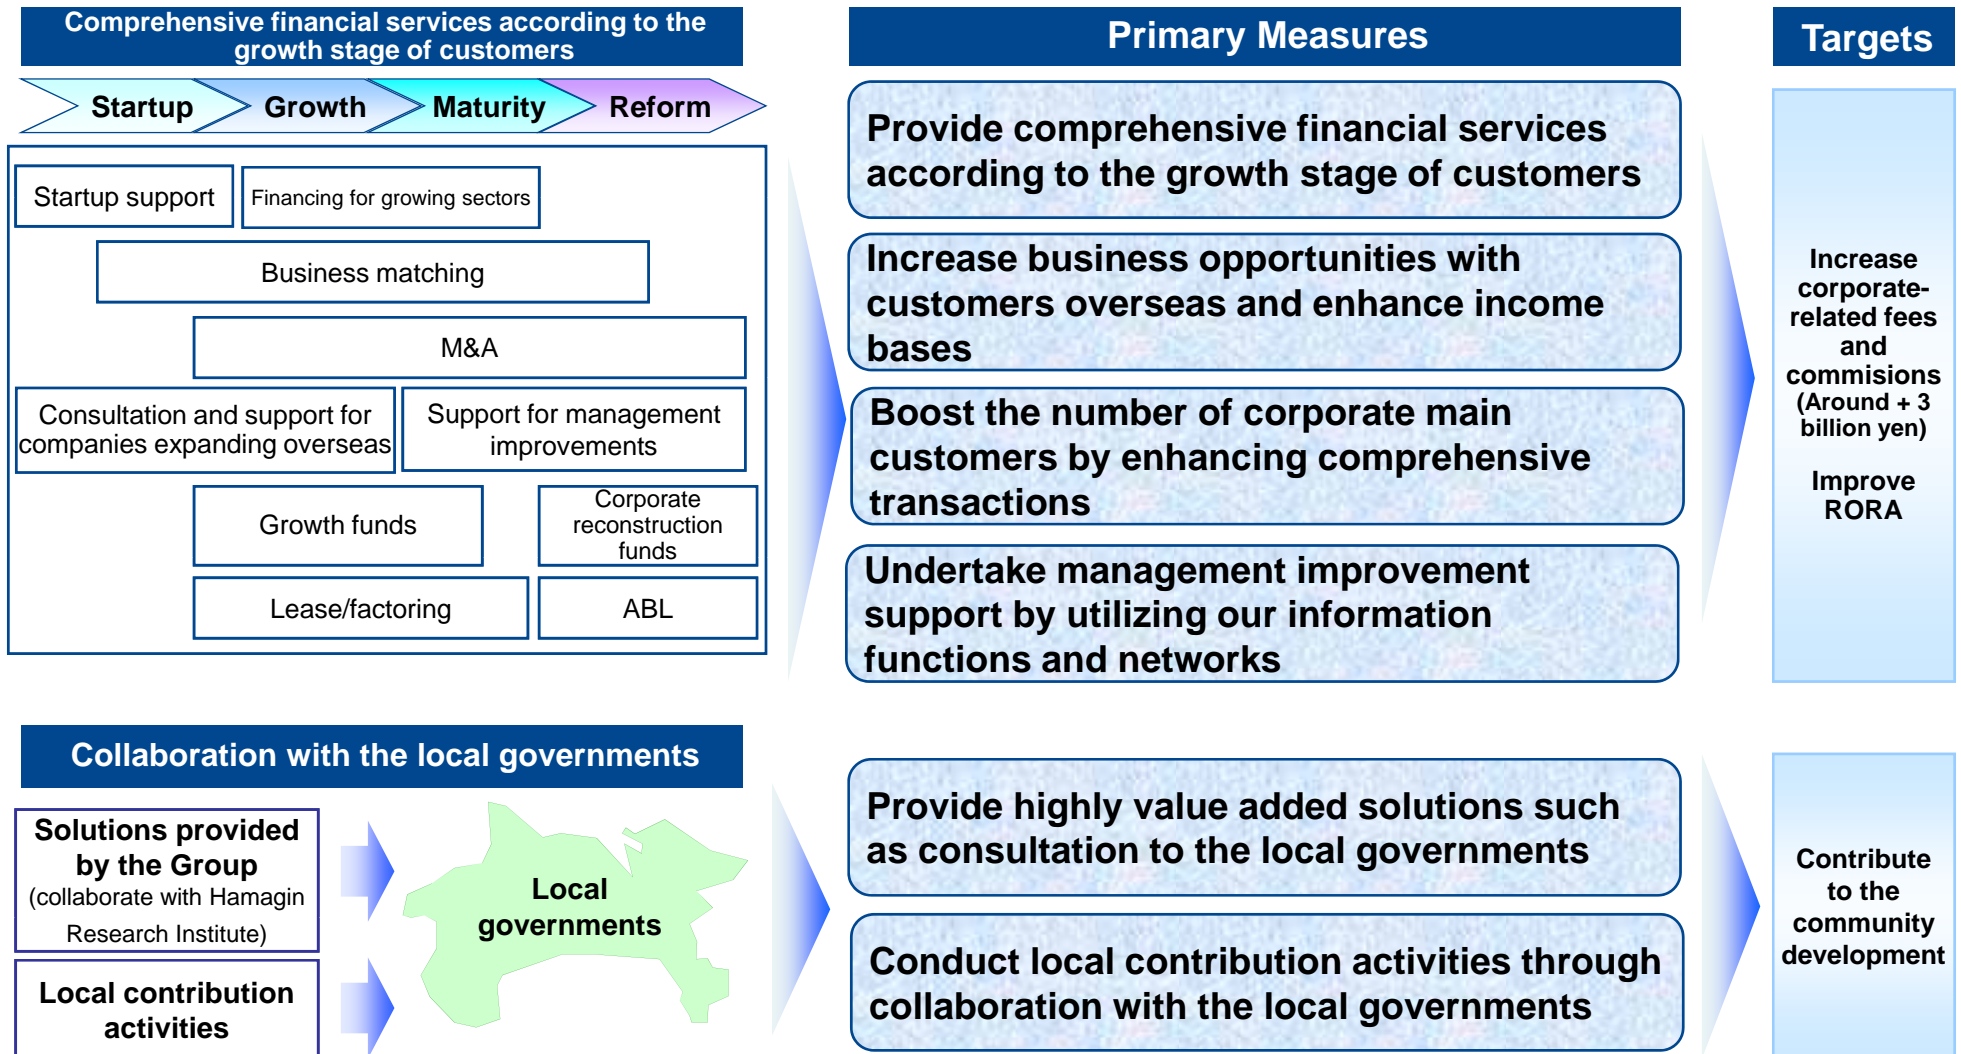 Comprehensive financial services according to the
growth stage of customers
Startup
Growth
Maturity
Reform
Startup support
Financing for growing sectors
Business matching
M&A
Consultation and support for
companies expanding overseas
Support for management
improvements
Growth funds
Corporate
reconstruction
funds
Lease/factoring
ABL
Primary Measures
Provide comprehensive financial services
according to the growth stage of customers
Increase business opportunities with
customers overseas and enhance income
bases
Boost the number of corporate main
customers by enhancing comprehensive
transactions
Undertake management improvement
support by utilizing our information
functions and networks
Targets
Increase
corporate-
related fees
and
commisions
(Around + 3
billion yen)
Improve
RORA
Collaboration with the local governments
Solutions provided
by the Group
(collaborate with Hamagin
Research Institute)
Local contribution
activities
Local
governments
Provide highly value added solutions such
as consultation to the local governments
Conduct local contribution activities through
collaboration with the local governments
Contribute
to the
community
development